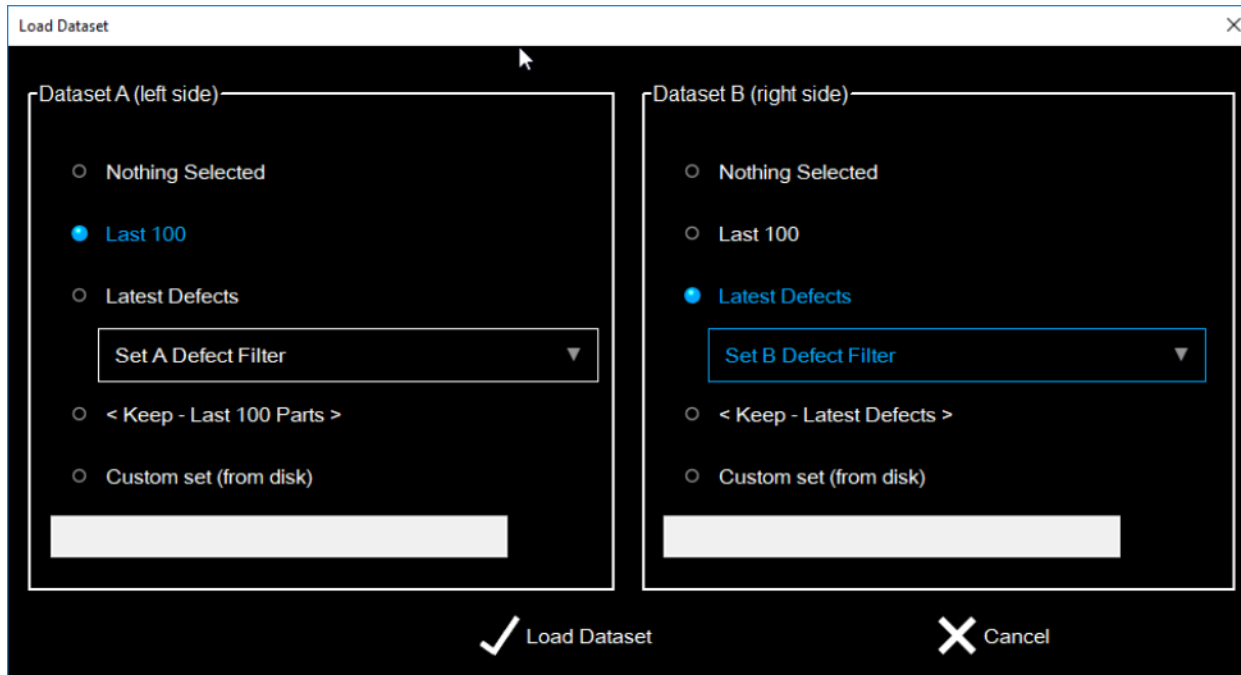 Load Dataset
Dataset A (left side)
Nothing Selected
Last 100
Latest Defects
Set A Defect Filter
< Keep - Last 100 Parts >
Custom set (from disk)
Dataset B (right side)
Nothing Selected
Last 100
Latest Defects
Set B Defect Filter
< Keep - Latest Defects >
Custom set (from disk)
Load Dataset
Cancel